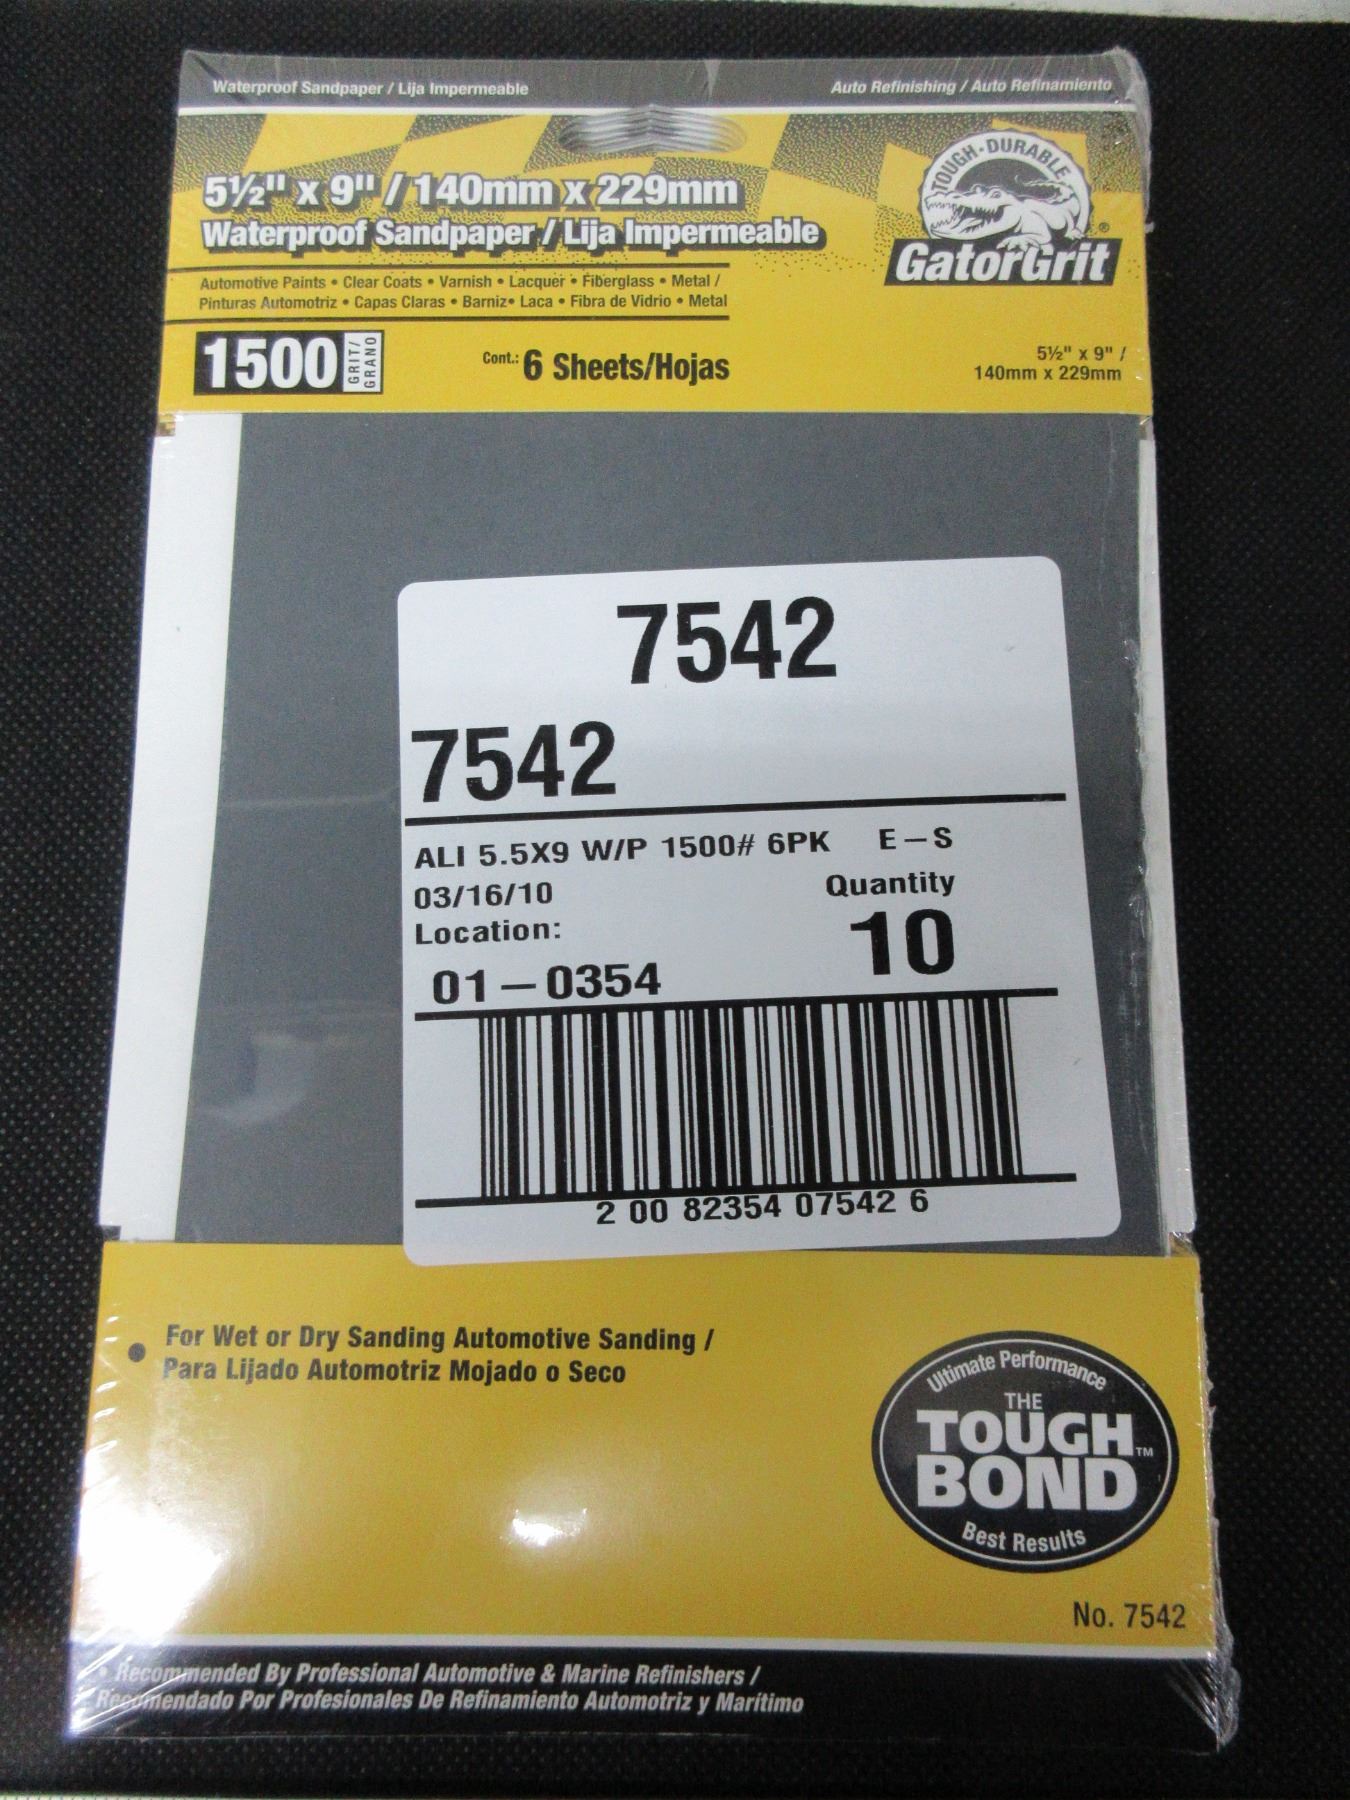 Waterproof Sandpaper / Lija Impermeable
Auto Refinishing / Auto Refinamiento
TOUGH · DURABLE
GatorGrit®
5½" x 9" / 140mm x 229mm
Waterproof Sandpaper / Lija Impermeable
Automotive Paints • Clear Coats • Varnish • Lacquer • Fiberglass • Metal /
Pinturas Automotriz • Capas Claras • Barniz• Laca • Fibra de Vidrio • Metal
1500 GRIT/
GRANO
Cont.: 6 Sheets/Hojas
5½" x 9" /
140mm x 229mm
7542
7542
ALI 5.5X9 W/P 1500# 6PK E–S
03/16/10
Quantity
Location:
10
01–0354
2 00 82354 07542 6
• For Wet or Dry Sanding Automotive Sanding /
Para Lijado Automotriz Mojado o Seco
Ultimate Performance
THE
TOUGH
BOND™
Best Results
No. 7542
• Recommended By Professional Automotive & Marine Refinishers /
Recomendado Por Profesionales De Refinamiento Automotriz y Marítimo